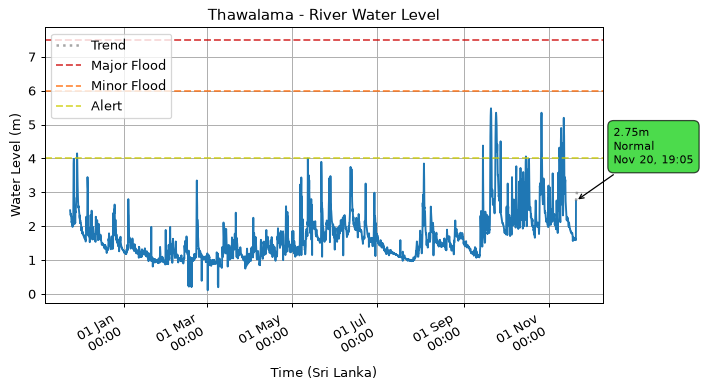 Thawalama - River Water Level
Water Level (m)
7
6
5
4
3
2
1
0
Trend
Major Flood
Minor Flood
Alert
2.75m
Normal
Nov 20, 19:05
01 Jan
00:00
01 Mar
00:00
01 May
00:00
01 Jul
00:00
01 Sep
00:00
01 Nov
00:00
Time (Sri Lanka)